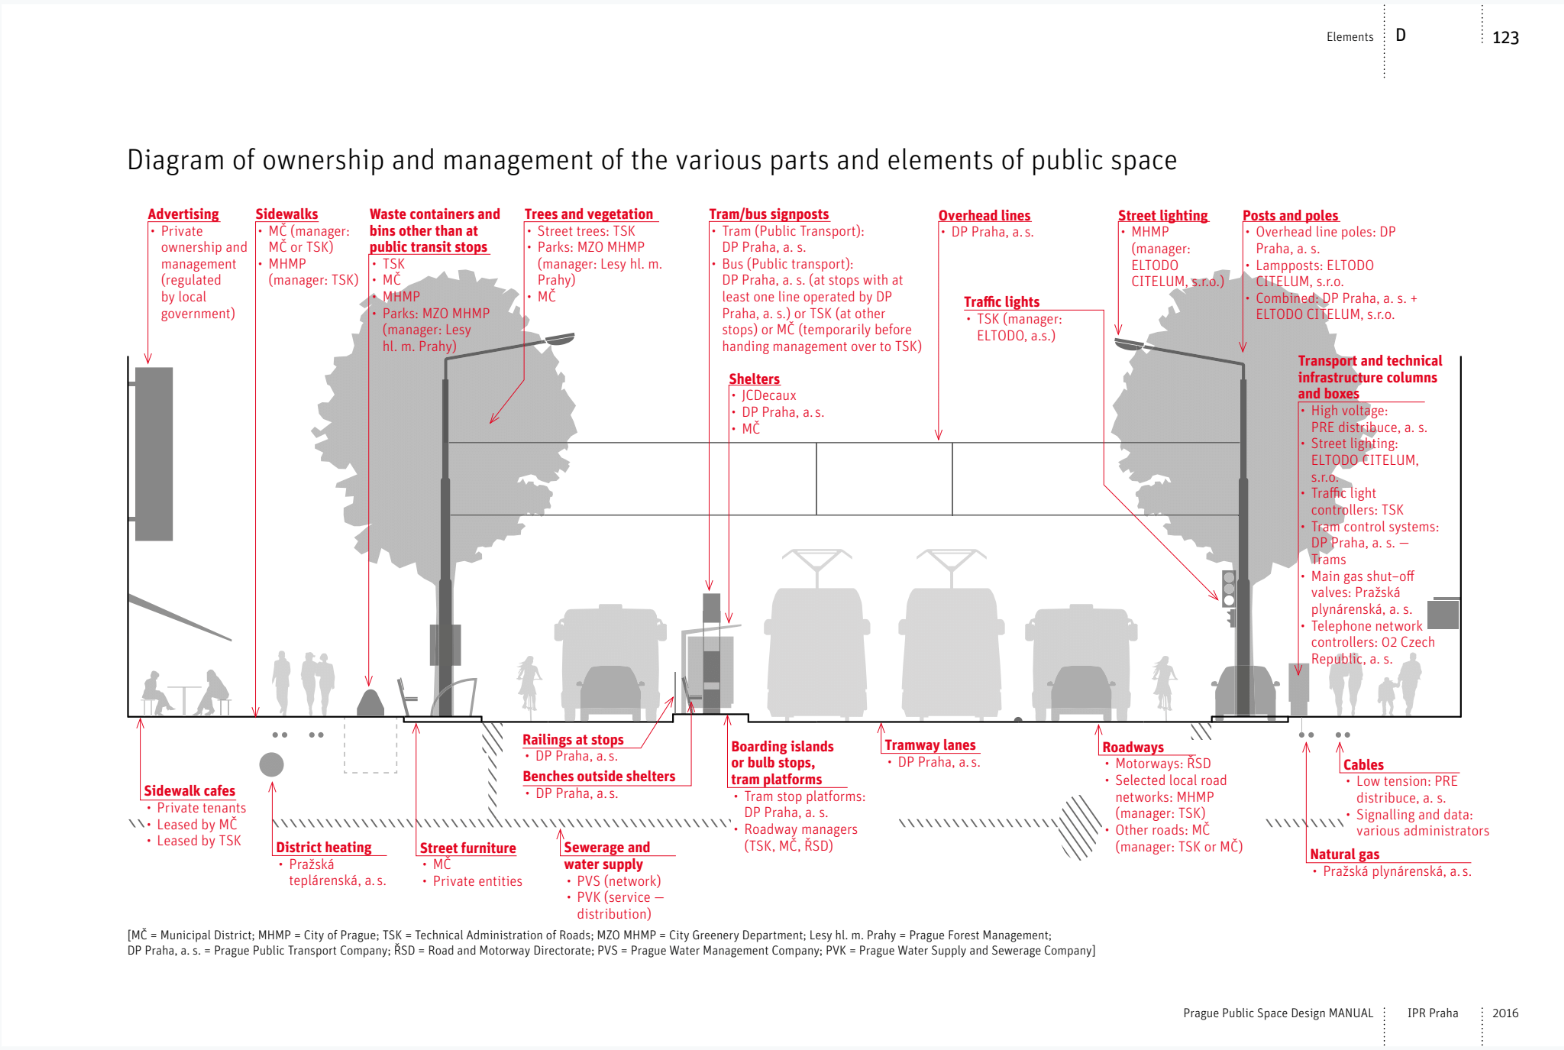 Elements D 123
Diagram of ownership and management of the various parts and elements of public space
Advertising
• Private
ownership and
management
(regulated
by local
government)
Sidewalks
• MČ (manager:
MČ or TSK)
• MHMP
(manager: TSK)
Waste containers and
bins other than at
public transit stops
• TSK
• MČ
• MHMP
• Parks: MZO MHMP
(manager: Lesy
hl. m. Prahy)
Trees and vegetation
• Street trees: TSK
• Parks: MZO MHMP
(manager: Lesy hl. m.
Prahy)
• MČ
Tram/bus signposts
• Tram (Public Transport):
DP Praha, a. s.
• Bus (Public transport):
DP Praha, a. s. (at stops with at
least one line operated by DP
Praha, a. s.) or TSK (at other
stops) or MČ (temporarily before
handing management over to TSK)
Shelters
• JCDecaux
• DP Praha, a. s.
• MČ
Overhead lines
• DP Praha, a. s.
Traffic lights
• TSK (manager:
ELTODO, a.s.)
Street lighting
• MHMP
(manager:
ELTODO
CITELUM, s.r.o.)
Posts and poles
• Overhead line poles: DP
Praha, a. s.
• Lampposts: ELTODO
CITELUM, s.r.o.
• Combined: DP Praha, a. s. +
ELTODO CITELUM, s.r.o.
Transport and technical
infrastructure columns
and boxes
• High voltage:
PRE distribuce, a. s.
• Street lighting:
ELTODO CITELUM,
s.r.o.
• Traffic light
controllers: TSK
• Tram control systems:
DP Praha, a. s. —
Trams
• Main gas shut–off
valves: Pražská
plynárenská, a. s.
• Telephone network
controllers: O2 Czech
Republic, a. s.
Sidewalk cafes
• Private tenants
• Leased by MČ
• Leased by TSK
District heating
• Pražská
teplárenská, a. s.
Street furniture
• MČ
• Private entities
Railings at stops
• DP Praha, a. s.
Benches outside shelters
• DP Praha, a. s.
Sewerage and
water supply
• PVS (network)
• PVK (service —
distribution)
Boarding islands
or bulb stops,
tram platforms
• Tram stop platforms:
DP Praha, a. s.
• Roadway managers
(TSK, MČ, ŘSD)
Tramway lanes
• DP Praha, a. s.
Roadways
• Motorways: ŘSD
• Selected local road
networks: MHMP
(manager: TSK)
• Other roads: MČ
(manager: TSK or MČ)
Cables
• Low tension: PRE
distribuce, a. s.
• Signalling and data:
various administrators
Natural gas
• Pražská plynárenská, a. s.
[MČ = Municipal District; MHMP = City of Prague; TSK = Technical Administration of Roads; MZO MHMP = City Greenery Department; Lesy hl. m. Prahy = Prague Forest Management;
DP Praha, a. s. = Prague Public Transport Company; ŘSD = Road and Motorway Directorate; PVS = Prague Water Management Company; PVK = Prague Water Supply and Sewerage Company]
Prague Public Space Design MANUAL IPR Praha 2016